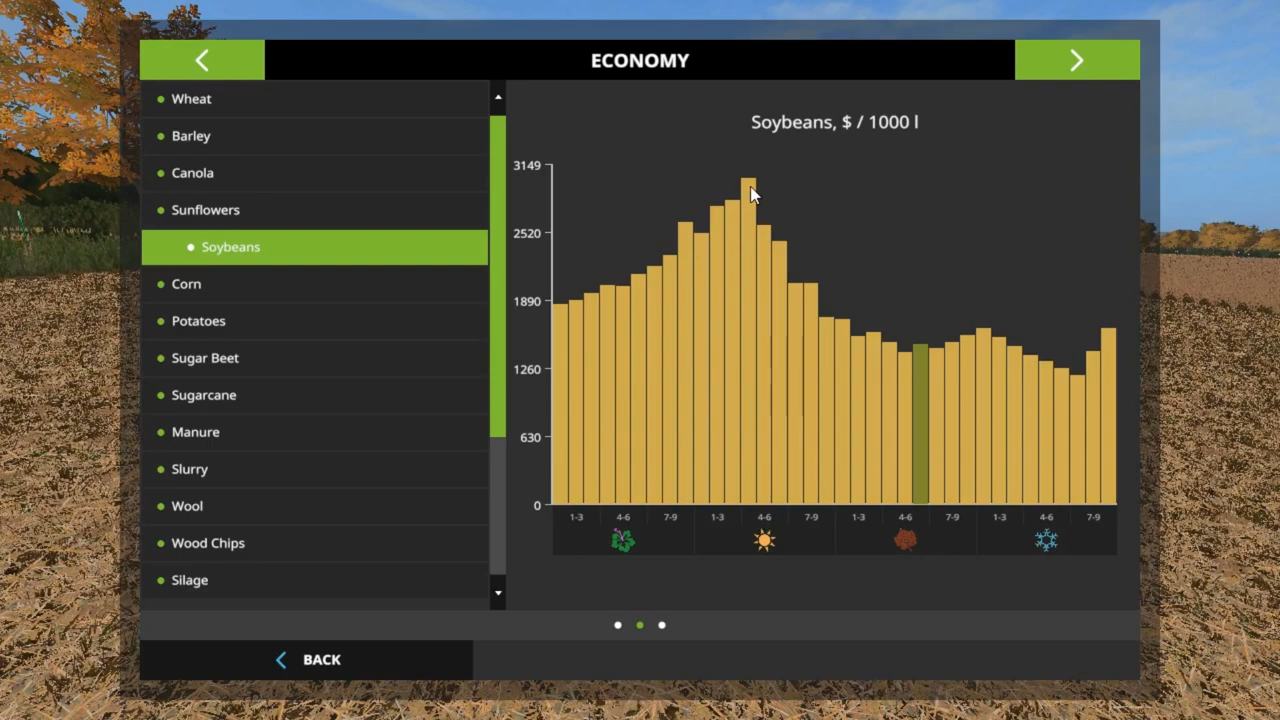 ECONOMY
Wheat
Barley
Canola
Sunflowers
Soybeans
Corn
Potatoes
Sugar Beet
Sugarcane
Manure
Slurry
Wool
Wood Chips
Silage
Soybeans, $ / 1000 l
3149
2520
1890
1260
630
0
1-3 4-6 7-9 1-3 4-6 7-9 1-3 4-6 7-9 1-3 4-6 7-9
BACK